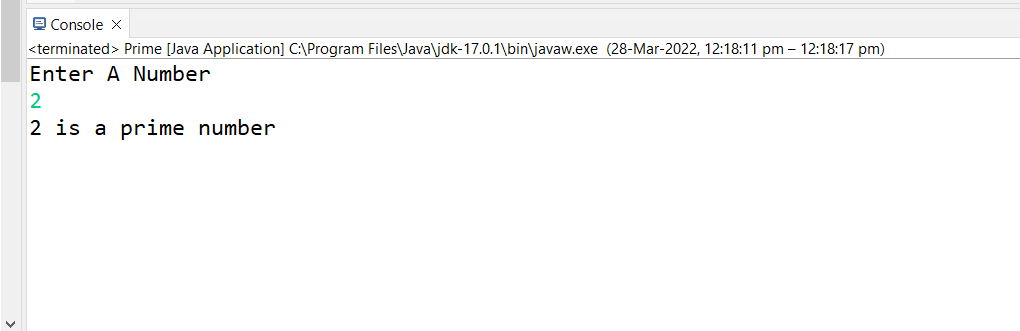 Console
<terminated> Prime [Java Application] C:\Program Files\Java\jdk-17.0.1\bin\javaw.exe (28-Mar-2022, 12:18:11 pm – 12:18:17 pm)
Enter A Number
2
2 is a prime number